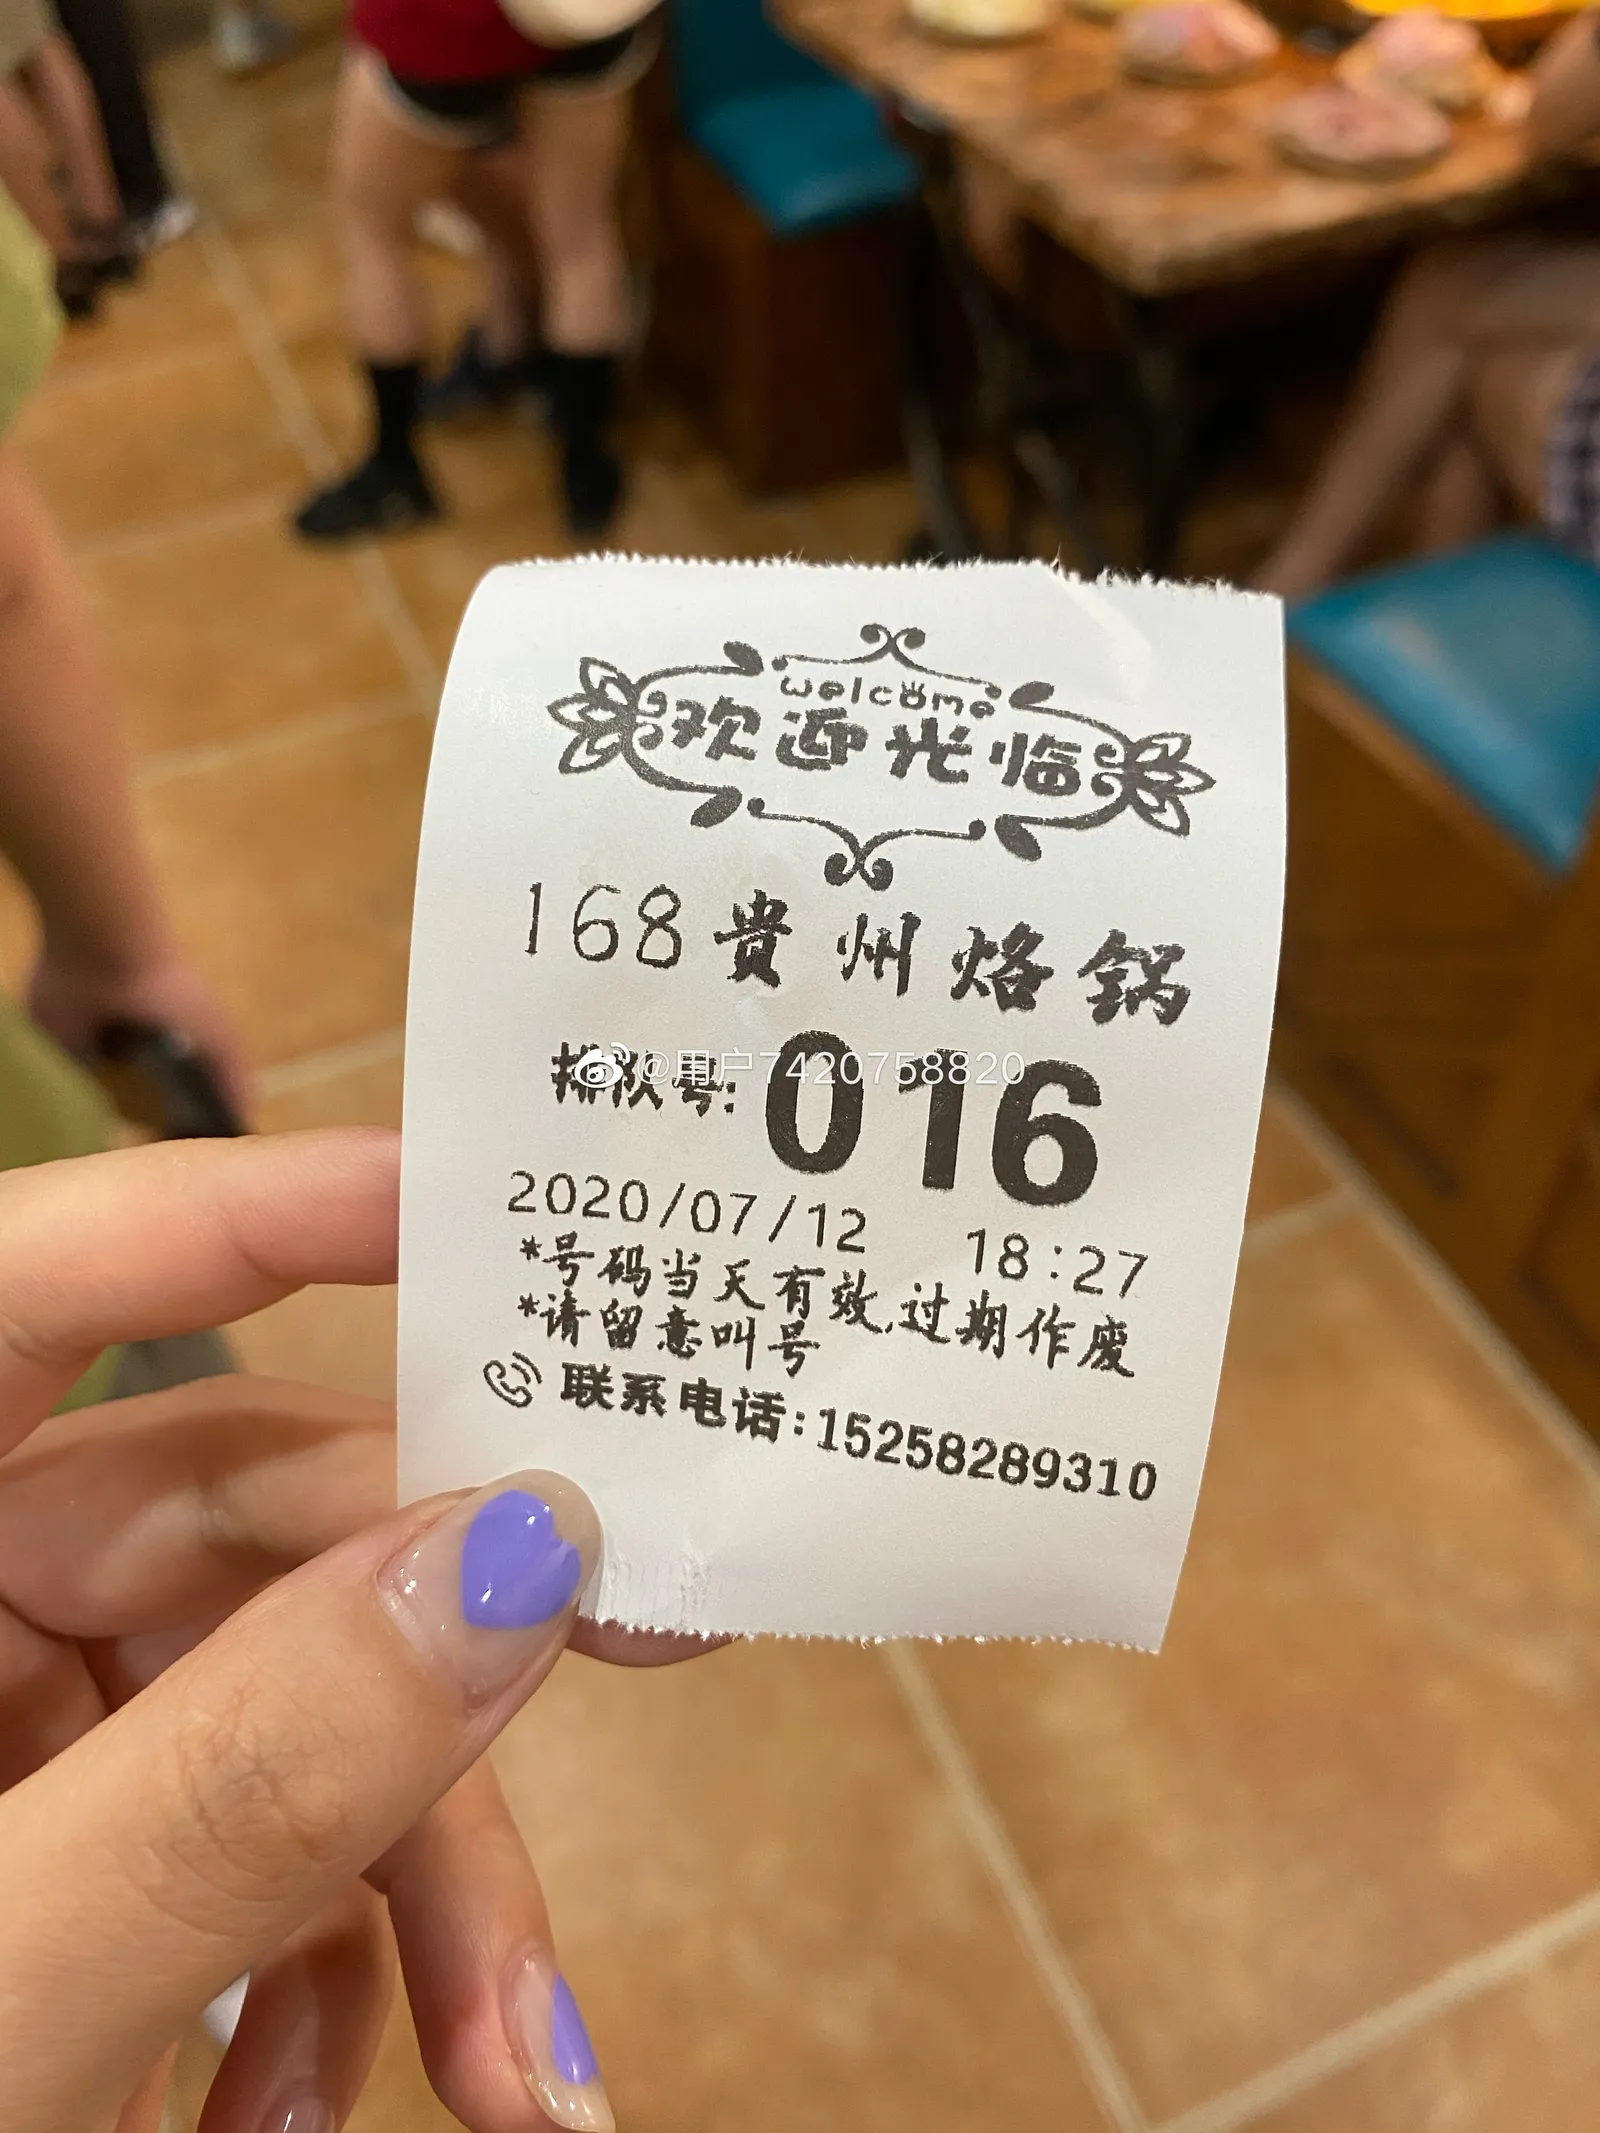 welcome
欢迎光临
168貴州烙锅
排队号:016
@用户7420758820
2020/07/12 18:27
*号码当天有效,过期作废
*请留意叫号
联系电话:15258289310